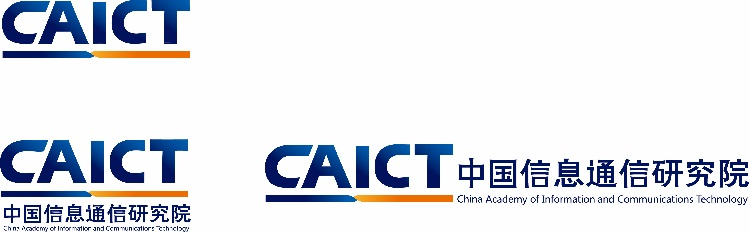 CAICT
CAICT
中国信息通信研究院
China Academy of Information and Communications Technology
CAICT
中国信息通信研究院
China Academy of Information and Communications Technology